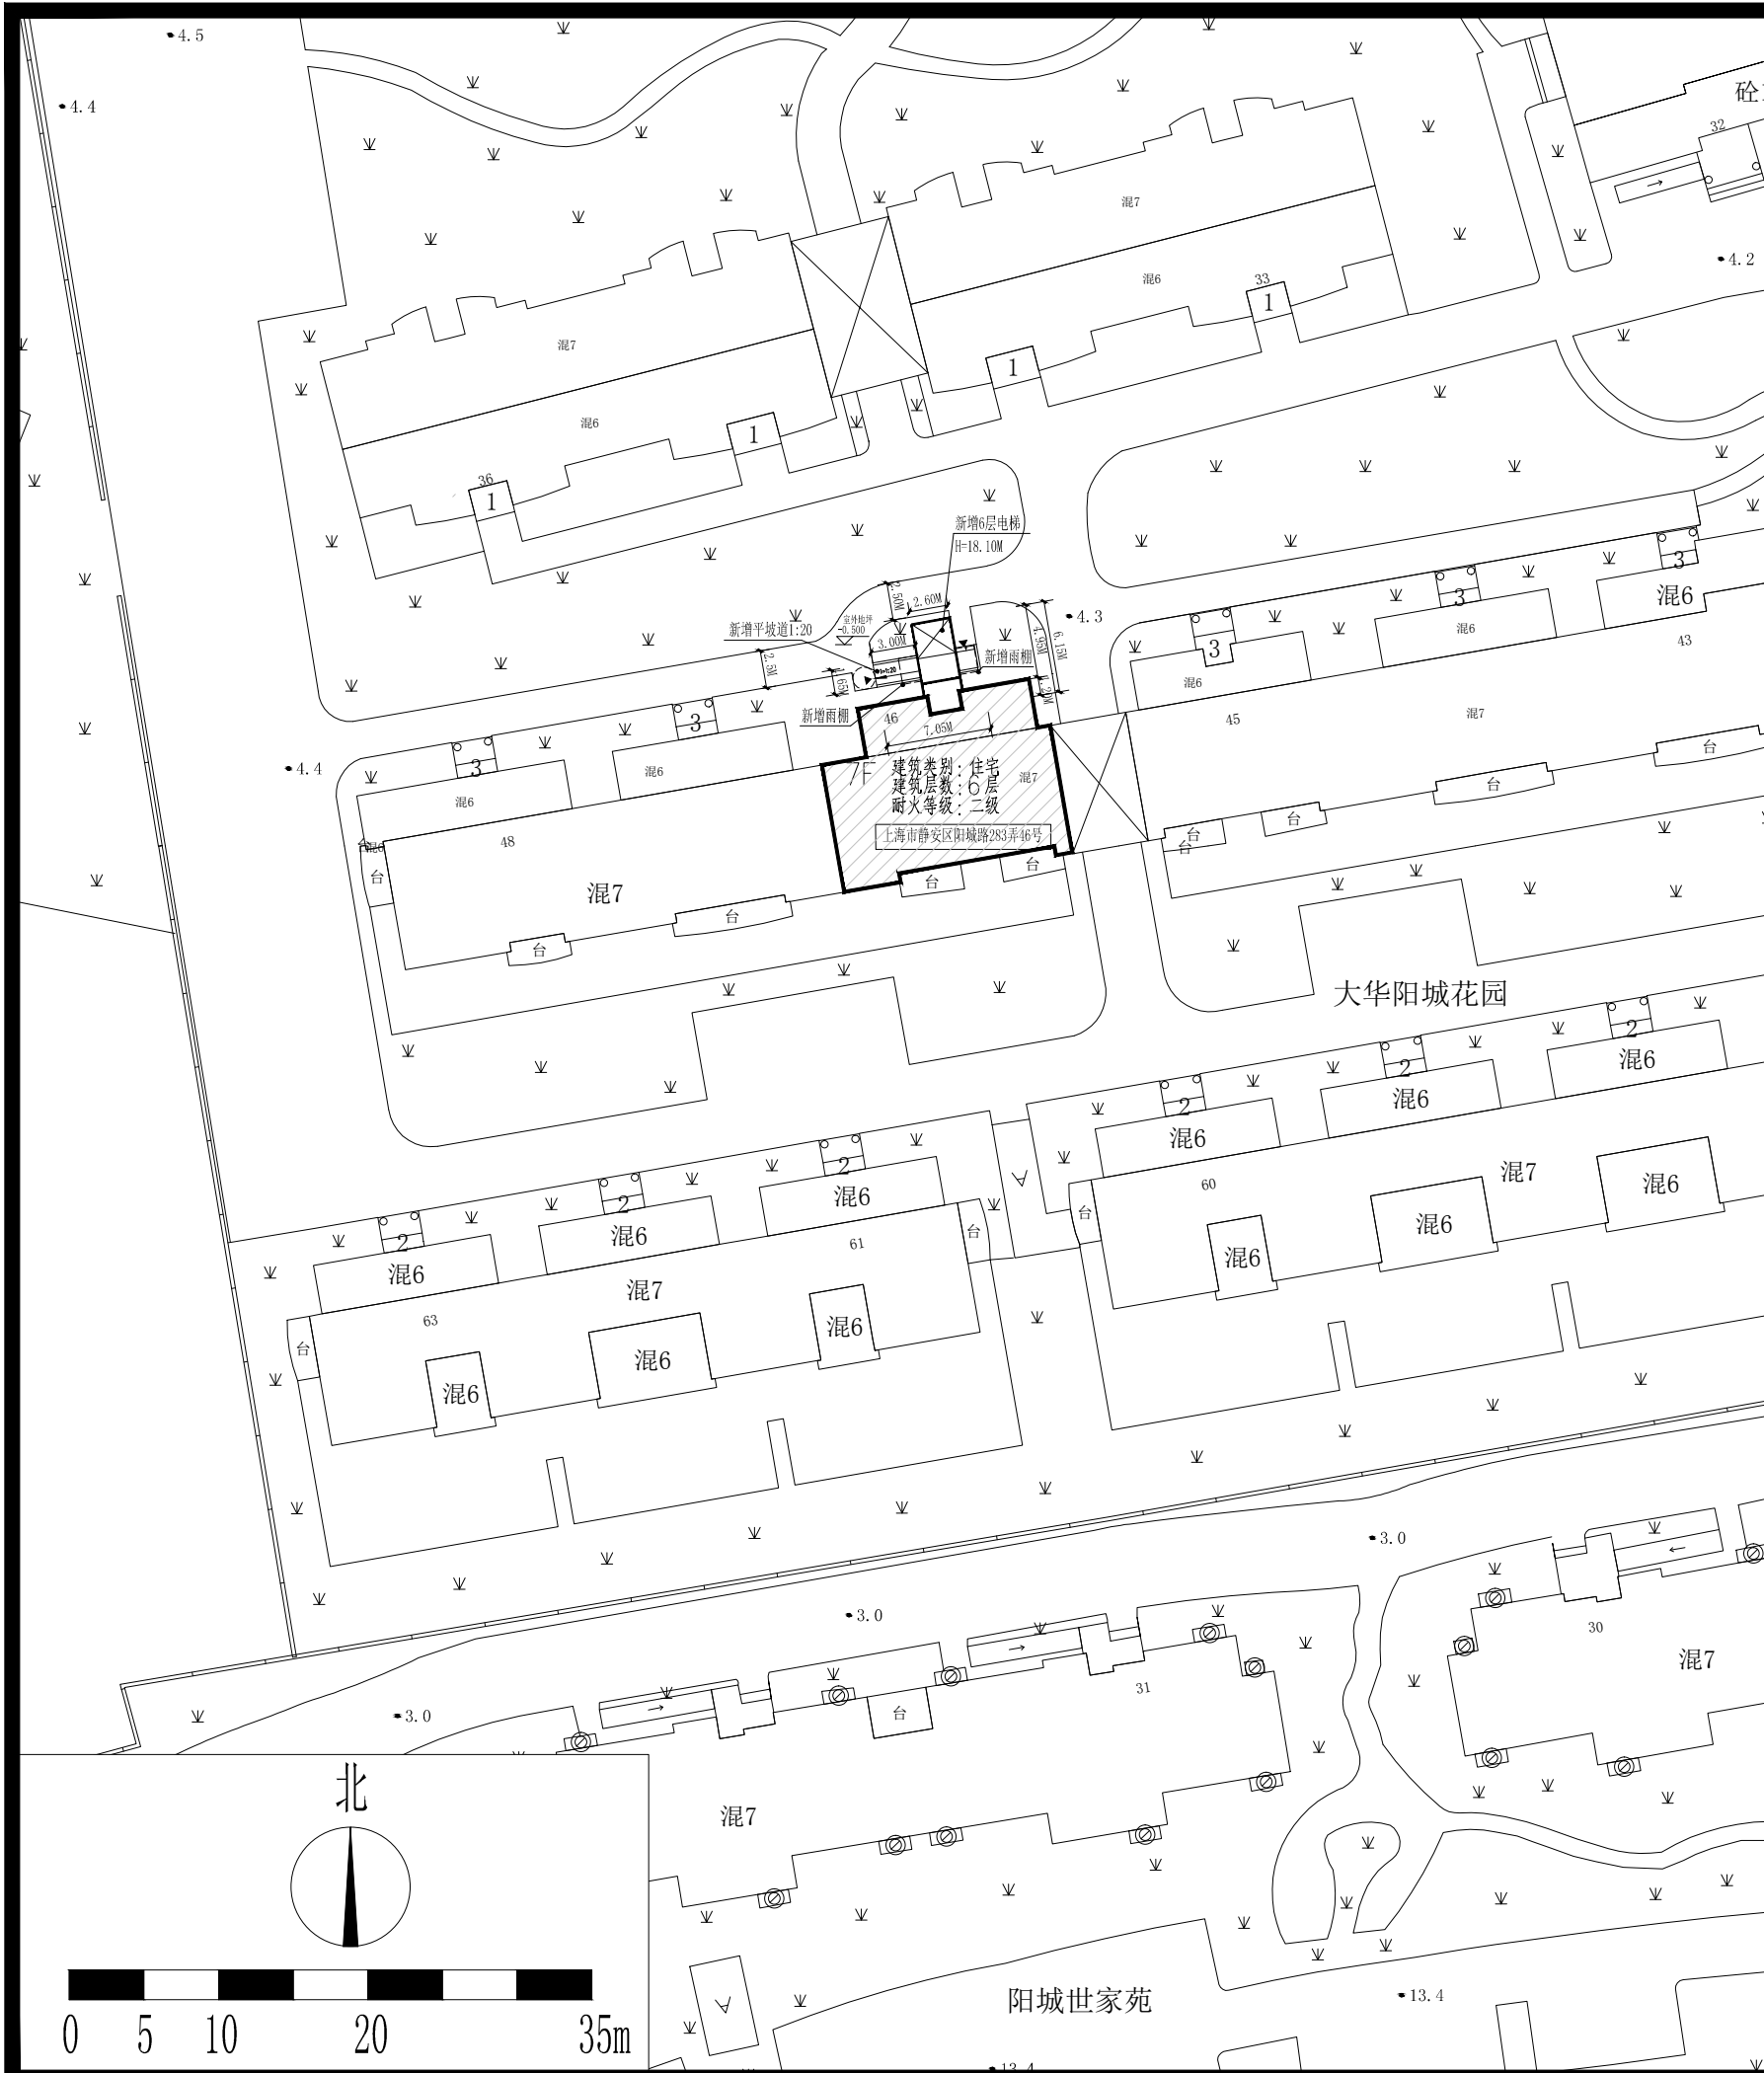 4.5
4.4
砼
32
混7
4.2
混6
33
1
混7
1
混6
1
36
1
新增6层电梯
H=18.10M
3
混6
3
2.50M
2.60M
室外地坪
-0.500
新增平坡道1:20
3.00M
4.95M
6.15M
4.3
3
混6
43
2.5M
新增雨棚
混6
1.20M
新增雨棚
46
7.05M
45
混7
3
3
4.4
混6
混6
7F
建筑类别:住宅
建筑层数:6层
耐火等级:二级
混7
上海市静安区阳城路283弄46号
台
台
台
台
台
台
48
混6
台
混7
台
台
台
台
大华阳城花园
2
混6
2
混6
2
混6
2
混6
2
混6
2
混6
混7
60
台
混6
混6
混6
61
台
混7
63
台
混6
混6
混6
3.0
3.0
30
混7
31
3.0
台
北
混7
阳城世家苑
13.4
0 5 10 20 35m
13.4